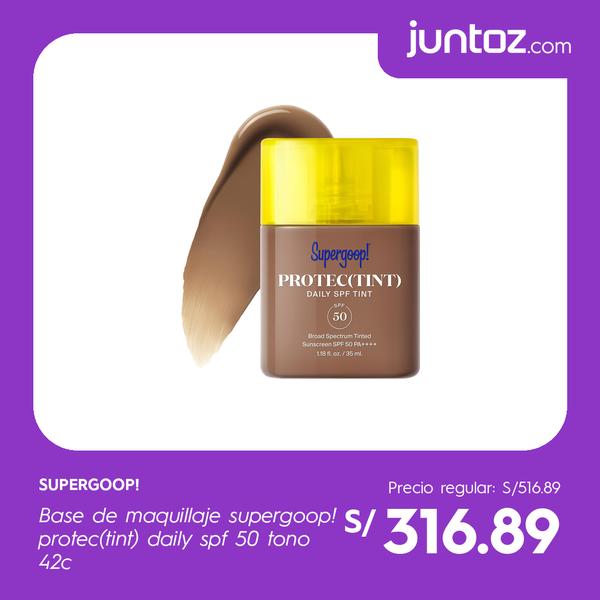 juntoz.com
Supergoop!
PROTEC(TINT)
DAILY SPF TINT
SPF
50
Broad Spectrum Tinted
Sunscreen SPF 50 PA++++
1.18 fl. oz. / 35 ml.
SUPERGOOP!
Base de maquillaje supergoop!
protec(tint) daily spf 50 tono
42c
Precio regular: S/516.89
S/ 316.89